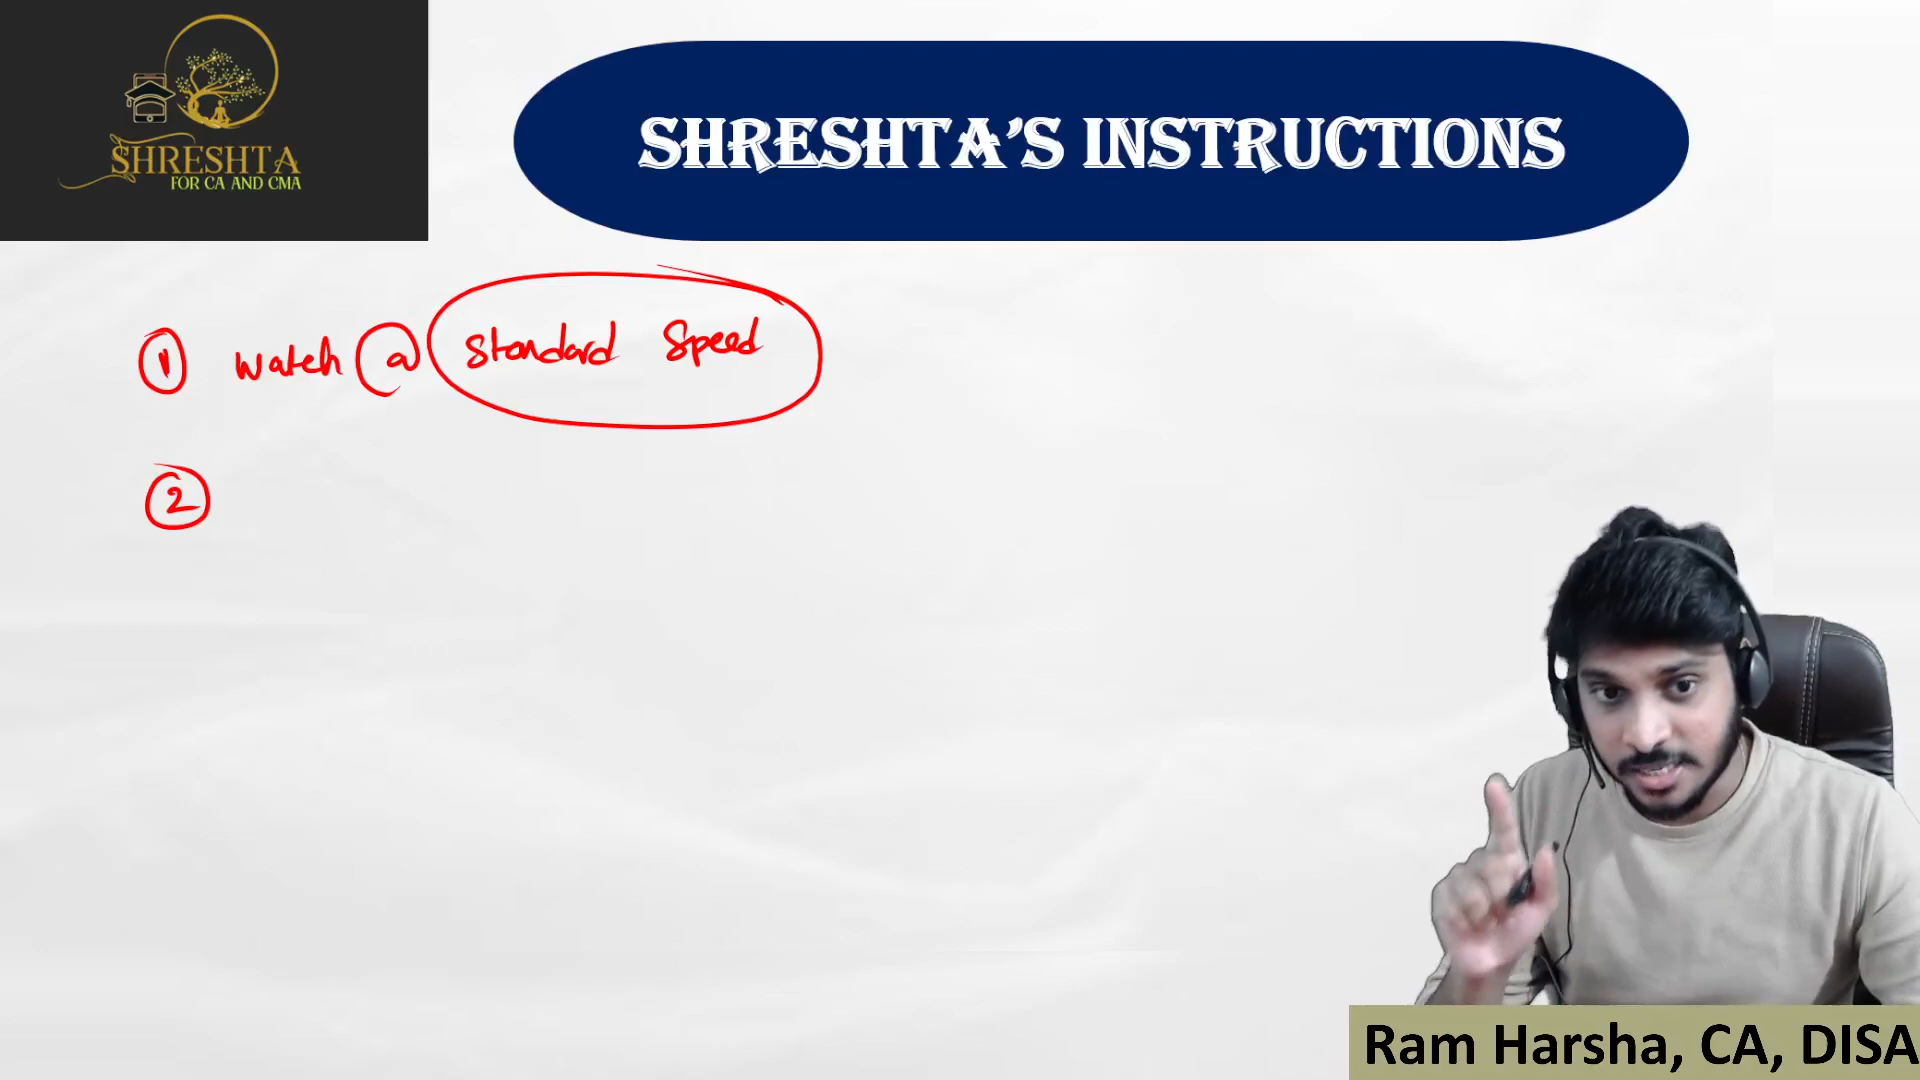 SHRESHTA
FOR CA AND CMA
SHRESHTA'S INSTRUCTIONS
① Watch @ Standard Speed
②
Ram Harsha, CA, DISA